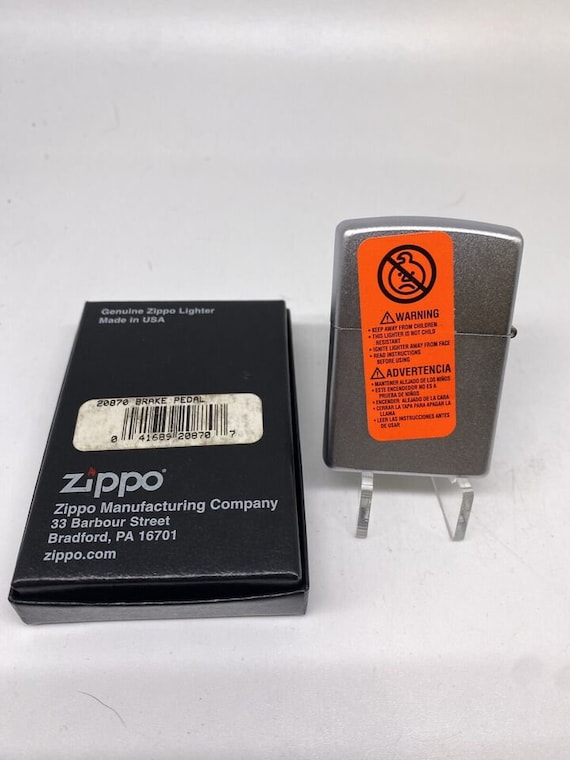 Genuine Zippo Lighter
Made in USA
20870 BRAKE PEDAL
0 41689 20870 7
zippo®
Zippo Manufacturing Company
33 Barbour Street
Bradford, PA 16701
zippo.com
⚠ WARNING
• KEEP AWAY FROM CHILDREN
• THIS LIGHTER IS NOT CHILD
RESISTANT
• IGNITE LIGHTER AWAY FROM FACE
• READ INSTRUCTIONS
BEFORE USING
⚠ ADVERTENCIA
• MANTENER ALEJADO DE LOS NIÑOS
• ESTE ENCENDEDOR NO ES A
PRUEBA DE NIÑOS
• ENCENDER ALEJADO DE LA CARA
• CERRAR LA TAPA PARA APAGAR LA
LLAMA
• LEER LAS INSTRUCCIONES ANTES
DE USAR